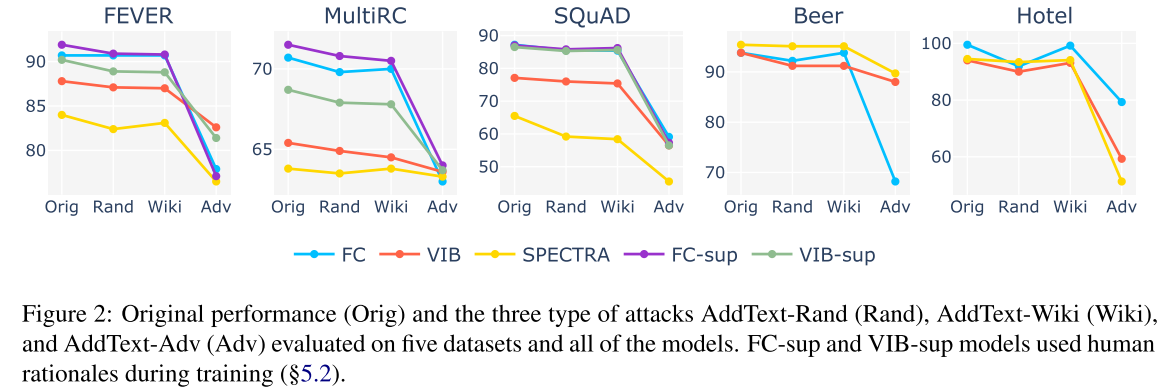 FEVER MultiRC SQuAD Beer Hotel
90 85 80
70 65
90 80 70 60 50
90 80 70
100 80 60
Orig Rand Wiki Adv Orig Rand Wiki Adv Orig Rand Wiki Adv Orig Rand Wiki Adv Orig Rand Wiki Adv
FC VIB SPECTRA FC-sup VIB-sup
Figure 2: Original performance (Orig) and the three type of attacks AddText-Rand (Rand), AddText-Wiki (Wiki),
and AddText-Adv (Adv) evaluated on five datasets and all of the models. FC-sup and VIB-sup models used human
rationales during training (§5.2).